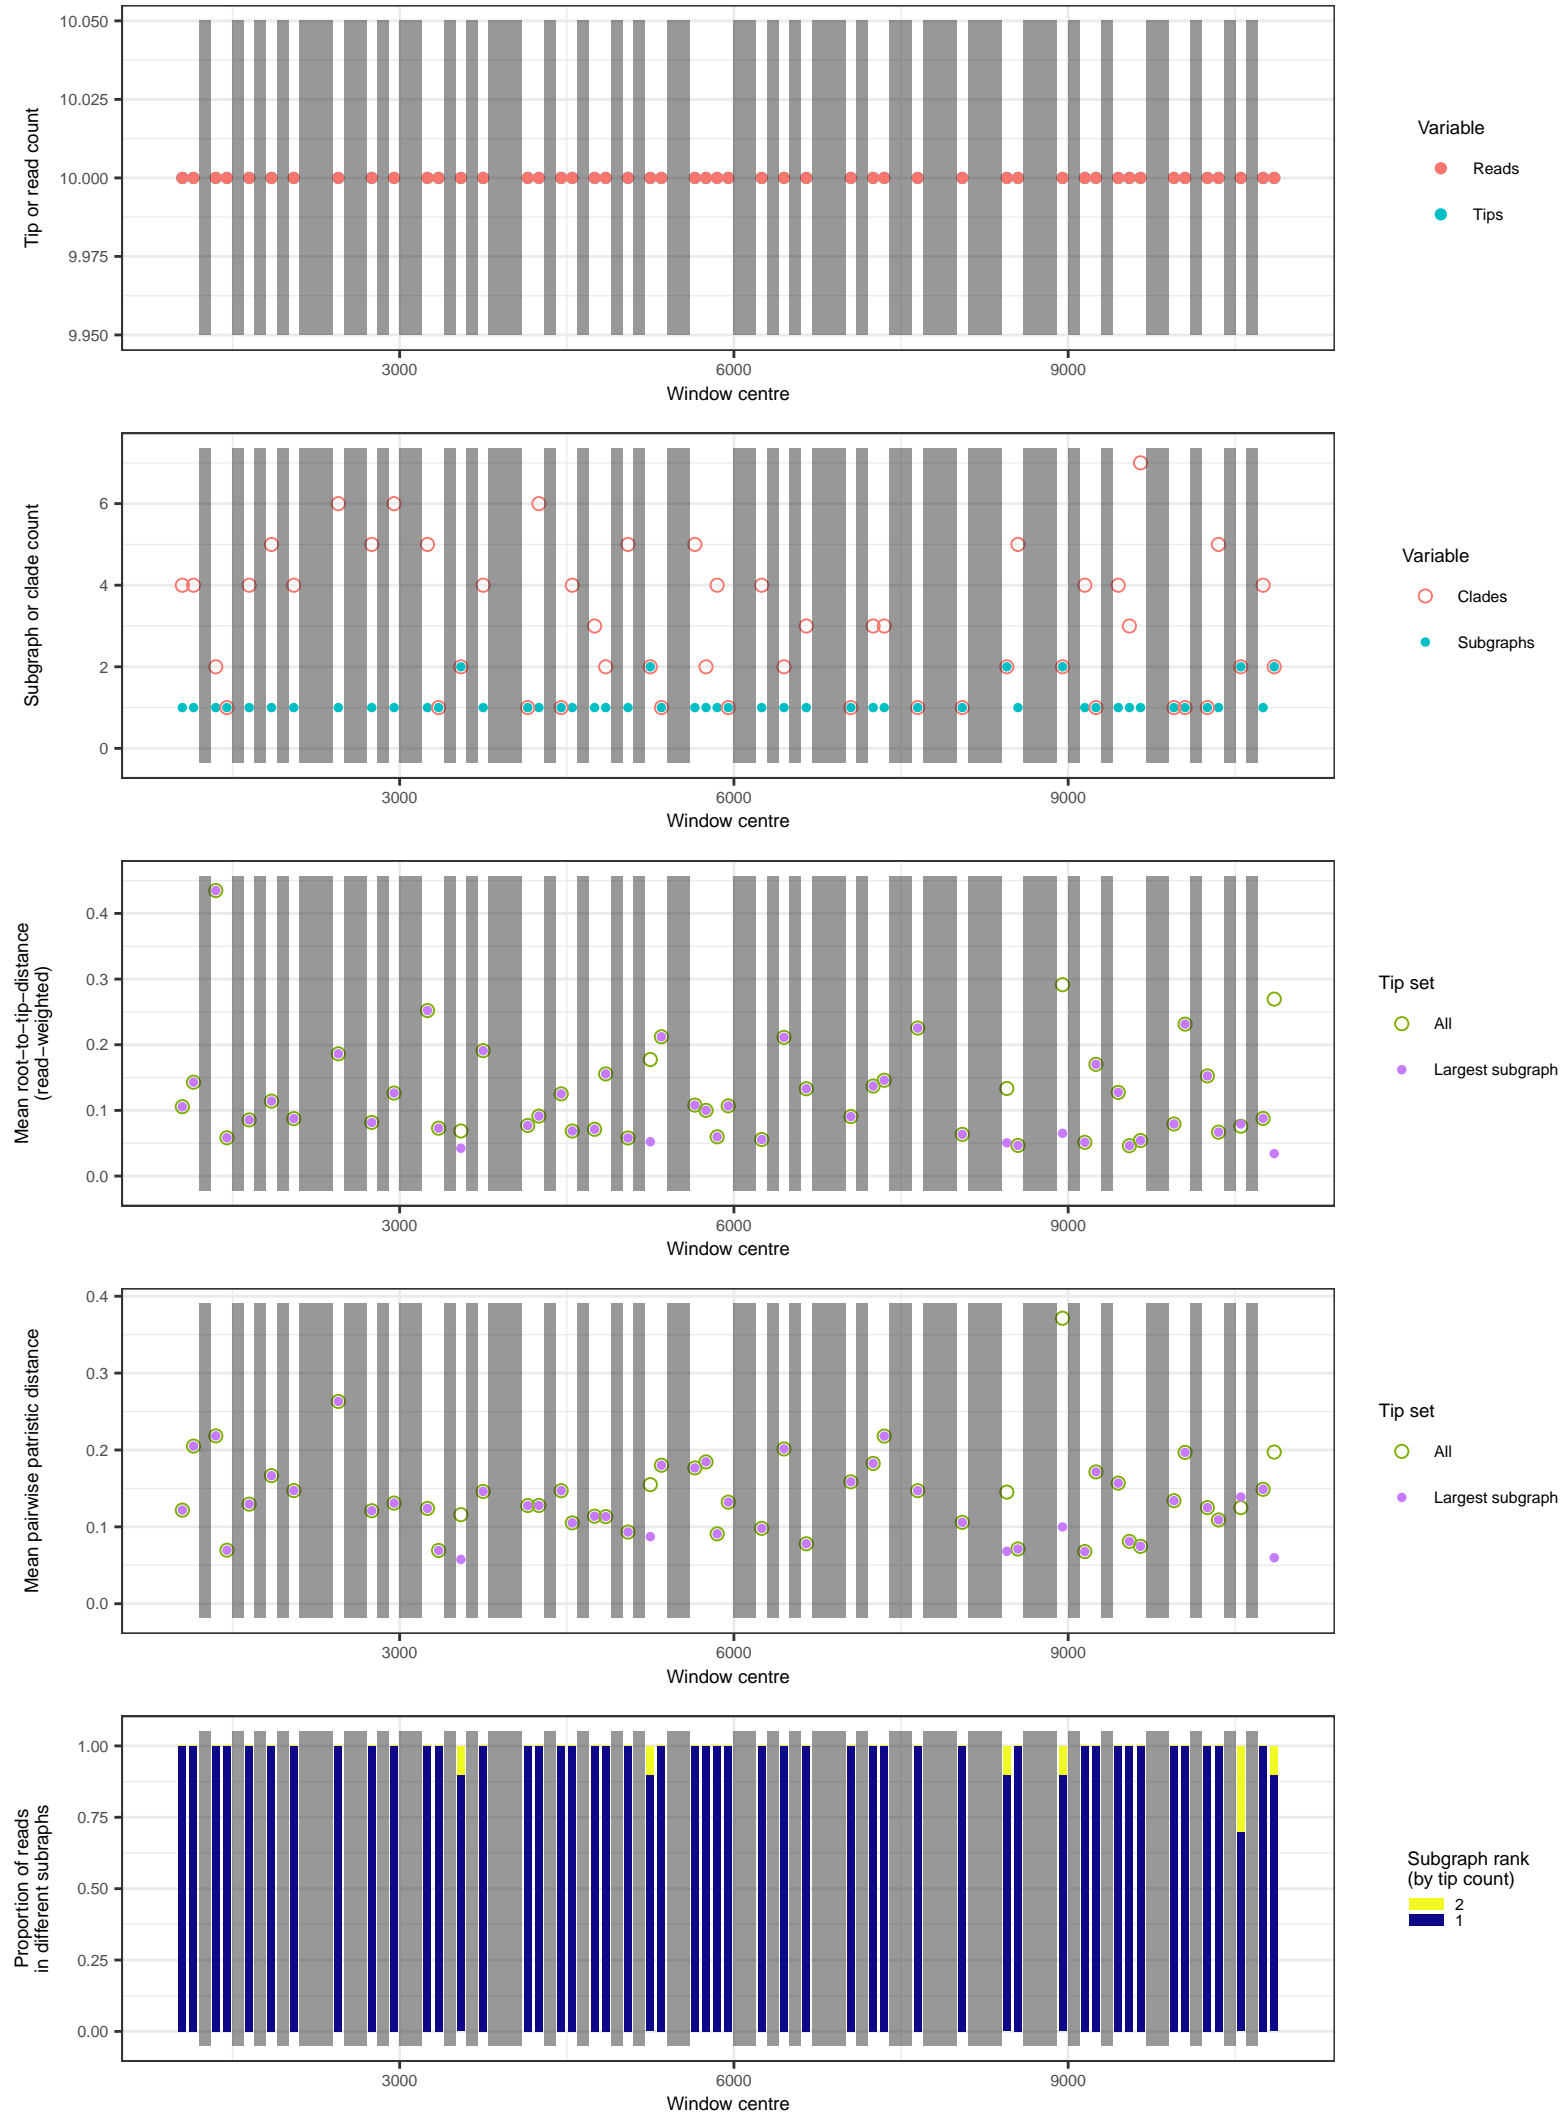 10.050
10.025
10.000
9.975
9.950
Tip or read count
3000
6000
9000
Window centre
Variable
Reads
Tips
6
4
2
0
Subgraph or clade count
3000
6000
9000
Window centre
Variable
Clades
Subgraphs
0.4
0.3
0.2
0.1
0.0
Mean root−to−tip−distance
(read−weighted)
3000
6000
9000
Window centre
Tip set
All
Largest subgraph
0.4
0.3
0.2
0.1
0.0
Mean pairwise patristic distance
3000
6000
9000
Window centre
Tip set
All
Largest subgraph
1.00
0.75
0.50
0.25
0.00
Proportion of reads
in different subraphs
3000
6000
9000
Window centre
Subgraph rank
(by tip count)
2
1